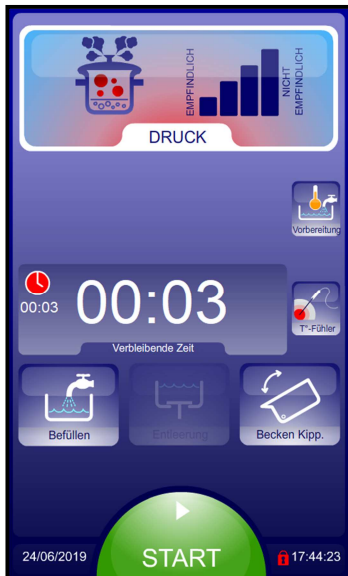 EMPFINDLICH
NICHT
EMPFINDLICH
DRUCK
Vorbereitung
00:03
00:03
Verbleibende Zeit
T°-Fühler
Befüllen
Entleerung
Becken Kipp.
START
24/06/2019
17:44:23